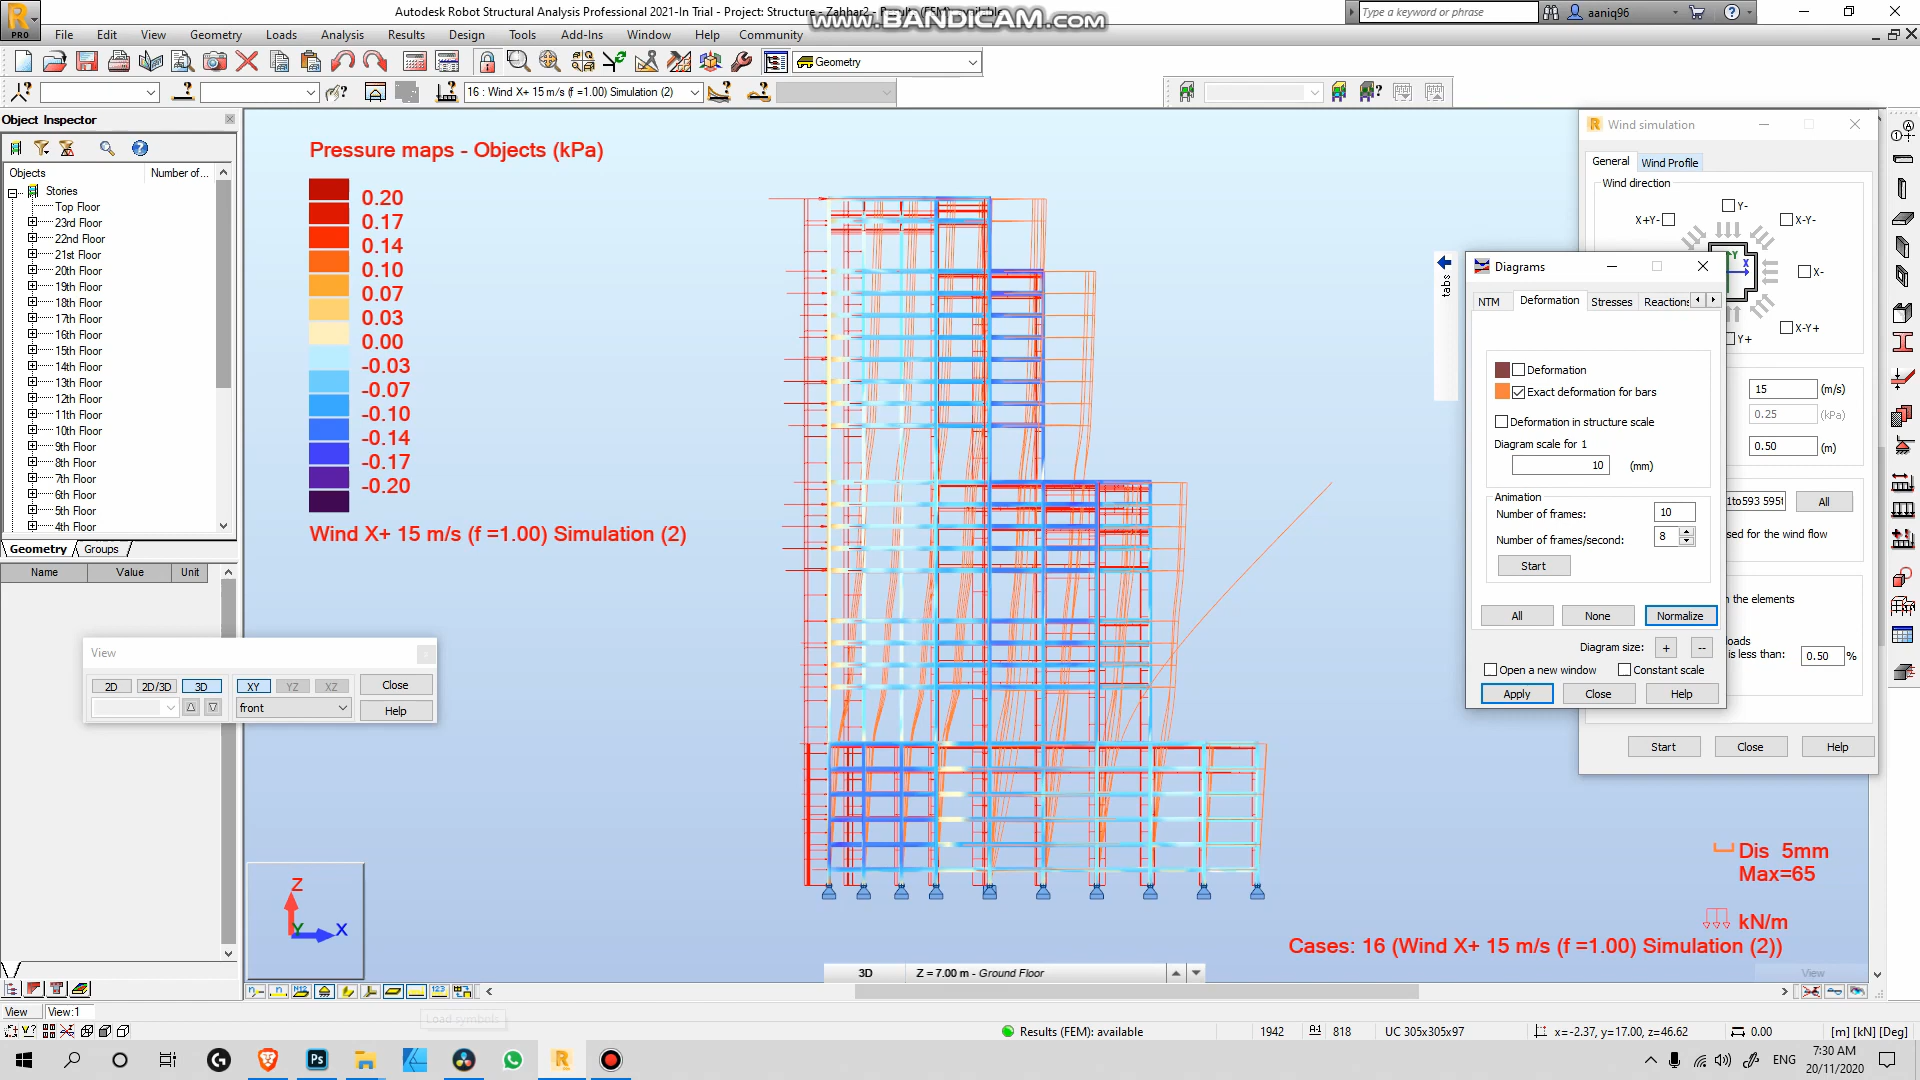 Autodesk Robot Structural Analysis Professional 2021-In Trial - Project: Structure - Zabbar2 -
www.BANDICAM.com
Type a keyword or phrase
aaniq96
PRO
File Edit View Geometry Loads Analysis Results Design Tools Add-Ins Window Help Community
Geometry
16 : Wind X+ 15 m/s (f =1.00) Simulation (2)
Object Inspector
Objects Number of...
Stories
Top Floor
23rd Floor
22nd Floor
21st Floor
20th Floor
19th Floor
18th Floor
17th Floor
16th Floor
15th Floor
14th Floor
13th Floor
12th Floor
11th Floor
10th Floor
9th Floor
8th Floor
7th Floor
6th Floor
5th Floor
4th Floor
Geometry Groups
Name Value Unit
Pressure maps - Objects (kPa)
0.20
0.17
0.14
0.10
0.07
0.03
0.00
-0.03
-0.07
-0.10
-0.14
-0.17
-0.20
Wind X+ 15 m/s (f =1.00) Simulation (2)
View
2D 2D/3D 3D XY YZ XZ Close
front Help
Z
Y X
tabs
Wind simulation
General Wind Profile
Wind direction
X+Y- Y- X-Y-
X-
Y+ X-Y+
Y
X
15 (m/s)
0.25 (kPa)
0.50 (m)
All
sed for the wind flow
n the elements
loads
is less than: 0.50 %
Start Close Help
Diagrams
NTM Deformation Stresses Reactions
Deformation
Exact deformation for bars
Deformation in structure scale
Diagram scale for 1
10 (mm)
Animation
Number of frames: 10
Number of frames/second: 8
Start
All None Normalize
Diagram size: + --
Open a new window Constant scale
Apply Close Help
Dis 5mm
Max=65
kN/m
Cases: 16 (Wind X+ 15 m/s (f =1.00) Simulation (2))
3D Z = 7.00 m - Ground Floor
View
View View:1
Load symbols
Results (FEM): available 1942 818 UC 305x305x97 x=-2.37, y=17.00, z=46.62 0.00 [m] [kN] [Deg]
ENG
7:30 AM
20/11/2020